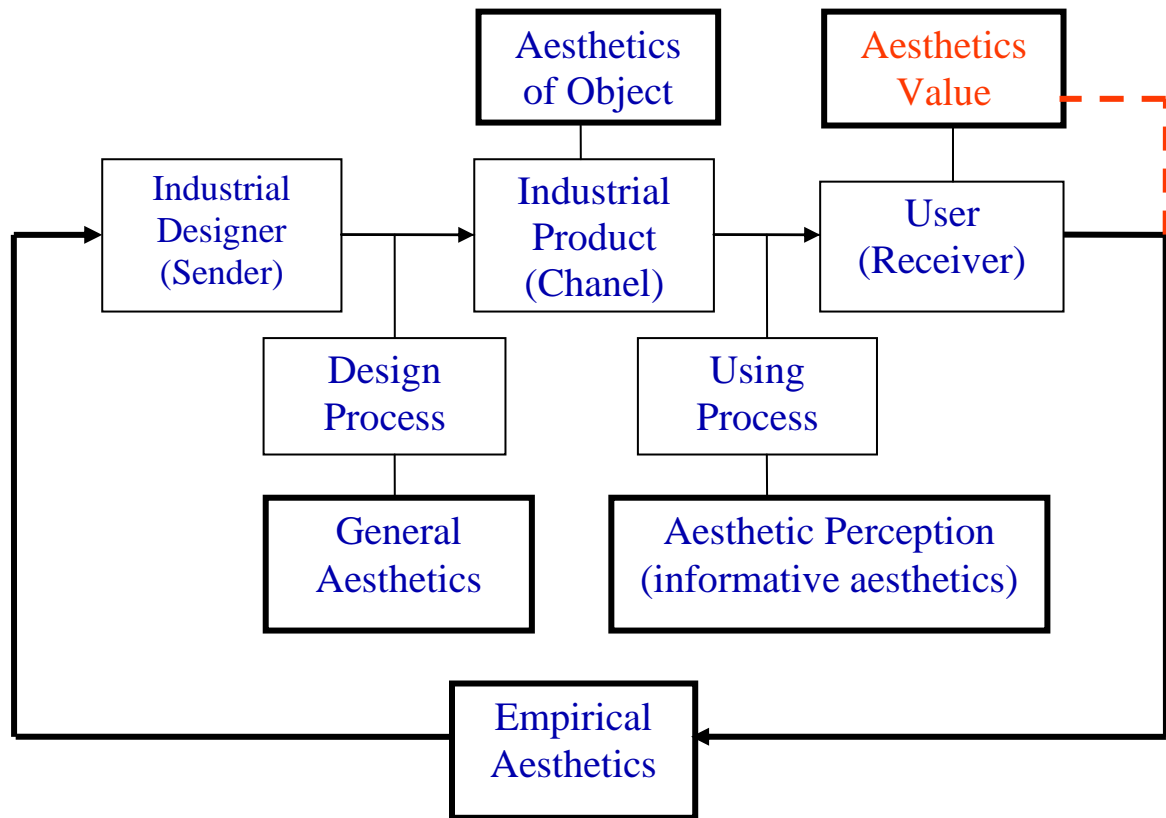 Aesthetics
of Object
Aesthetics
Value
Industrial
Designer
(Sender)
Industrial
Product
(Chanel)
User
(Receiver)
Design
Process
Using
Process
General
Aesthetics
Aesthetic Perception
(informative aesthetics)
Empirical
Aesthetics